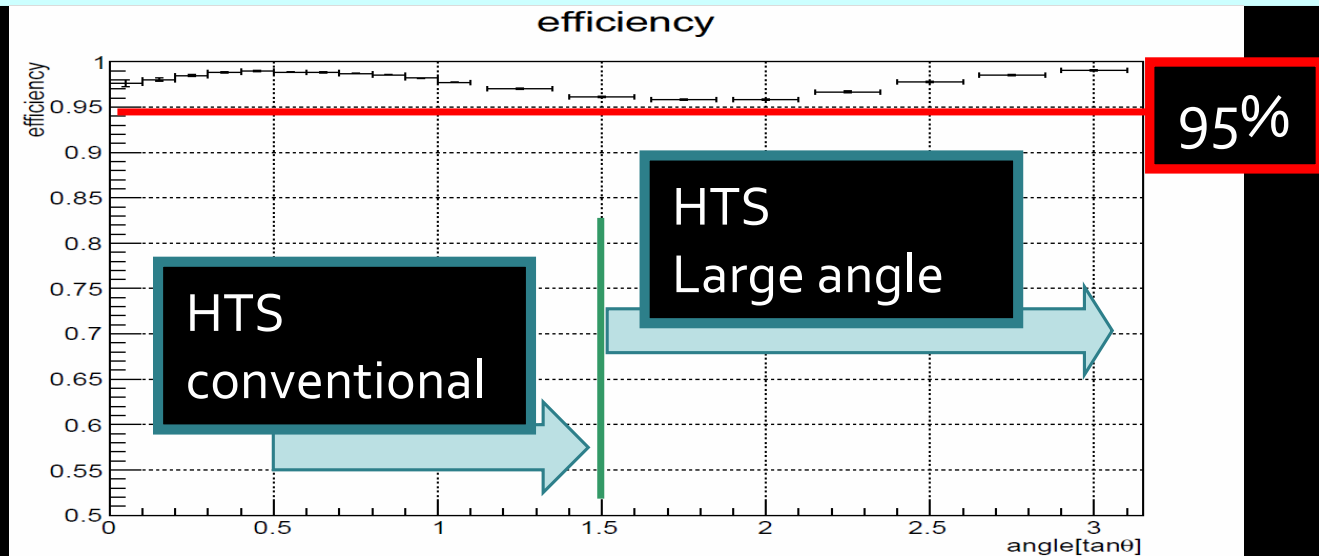 efficiency
efficiency
1
0.95
0.9
0.85
0.8
0.75
0.7
0.65
0.6
0.55
0.5
95%
HTS
Large angle
HTS
conventional
0 0.5 1 1.5 2 2.5 3
angle[tanθ]